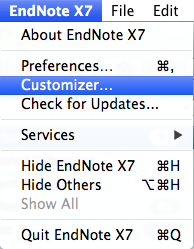 EndNote X7 File Edit
About EndNote X7
Preferences... ⌘,
Customizer...
Check for Updates...
Services
Hide EndNote X7 ⌘H
Hide Others ⌥⌘H
Show All
Quit EndNote X7 ⌘Q